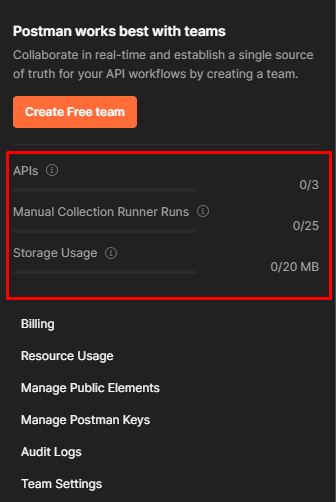 Postman works best with teams
Collaborate in real-time and establish a single source
of truth for your API workflows by creating a team.
Create Free team
APIs
0/3
Manual Collection Runner Runs
0/25
Storage Usage
0/20 MB
Billing
Resource Usage
Manage Public Elements
Manage Postman Keys
Audit Logs
Team Settings